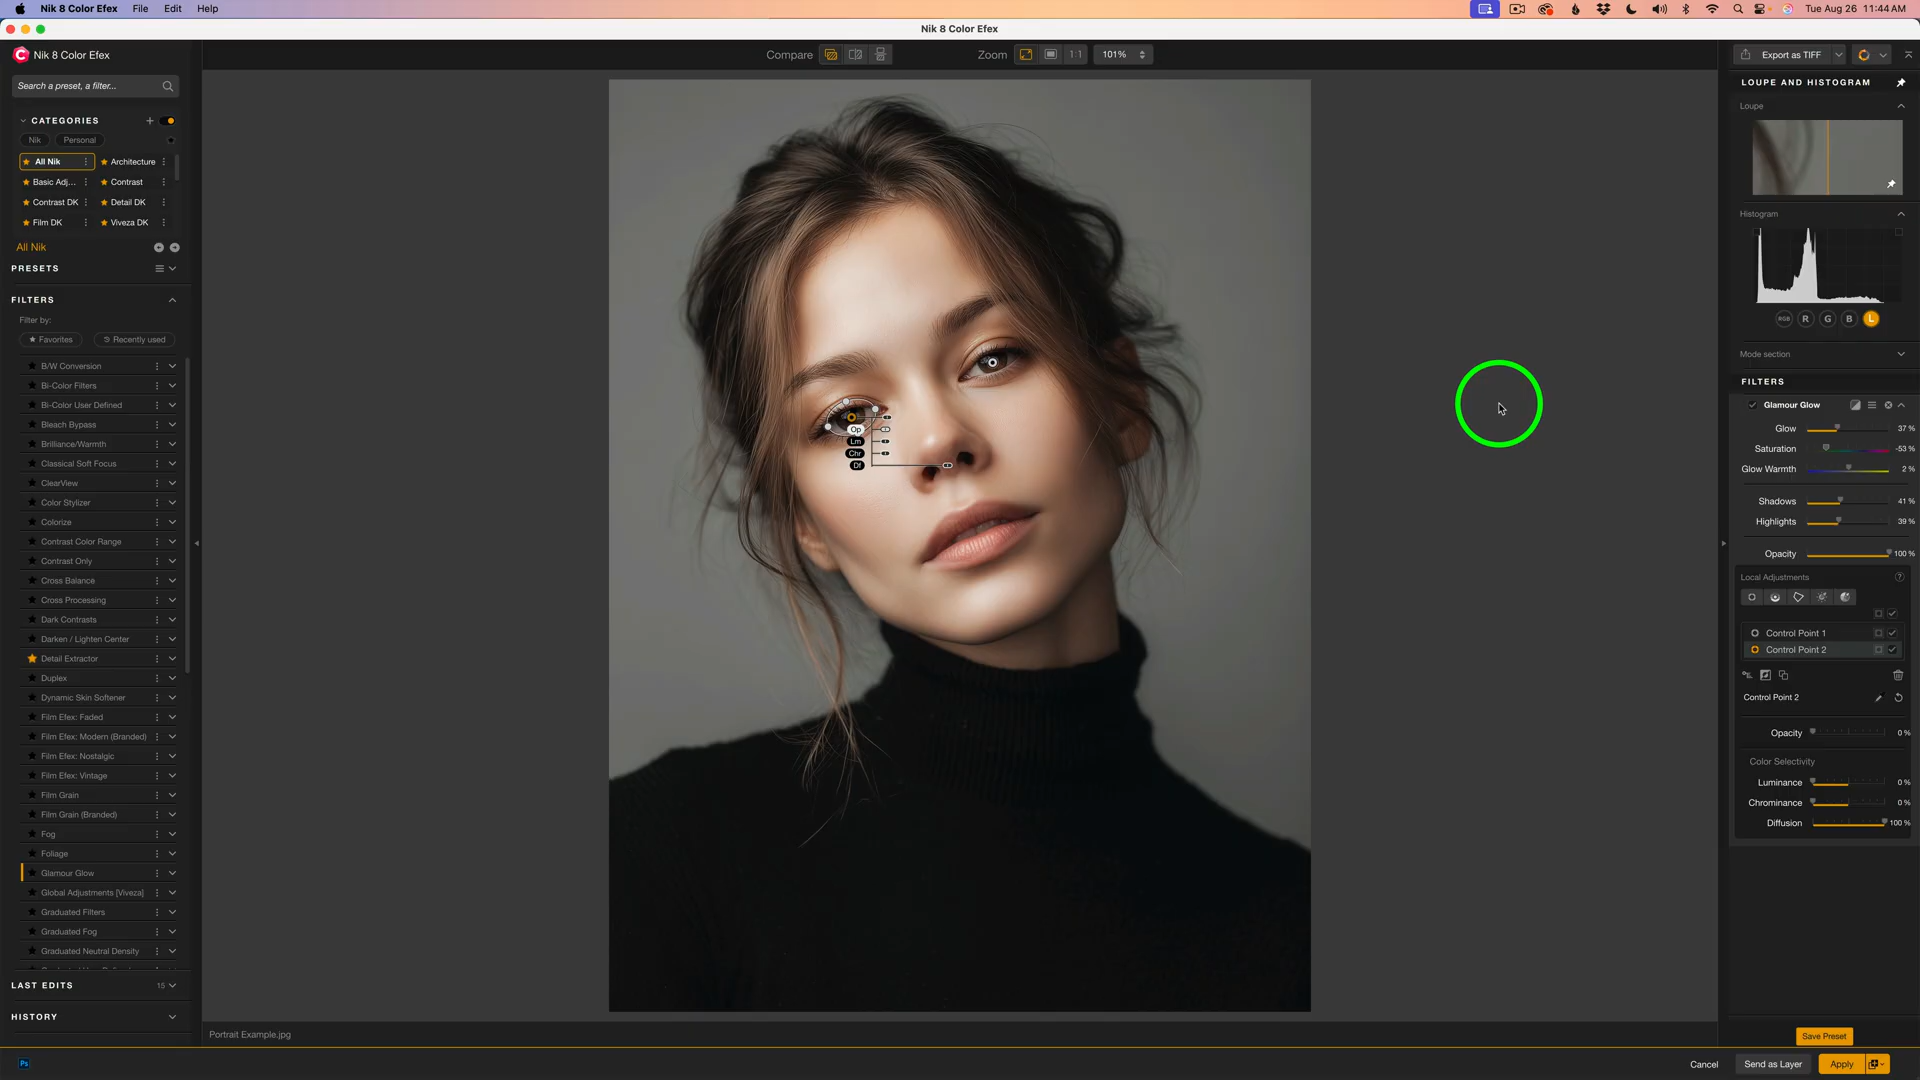 Nik 8 Color Efex File Edit Help
Tue Aug 26 11:44 AM
Nik 8 Color Efex
Nik 8 Color Efex
Compare
Zoom
1:1
101%
Export as TIFF
Search a preset, a filter...
CATEGORIES
Nik Personal
All Nik Architecture
Basic Adj... Contrast
Contrast DK Detail DK
Film DK Viveza DK
All Nik
PRESETS
FILTERS
Filter by:
Favorites Recently used
B/W Conversion
Bi-Color Filters
Bi-Color User Defined
Bleach Bypass
Brilliance/Warmth
Classical Soft Focus
ClearView
Color Stylizer
Colorize
Contrast Color Range
Contrast Only
Cross Balance
Cross Processing
Dark Contrasts
Darken / Lighten Center
Detail Extractor
Duplex
Dynamic Skin Softener
Film Efex: Faded
Film Efex: Modern (Branded)
Film Efex: Nostalgic
Film Efex: Vintage
Film Grain
Film Grain (Branded)
Fog
Foliage
Glamour Glow
Global Adjustments [Viveza]
Graduated Filters
Graduated Fog
Graduated Neutral Density
LAST EDITS 15
HISTORY
Ps
Op
Lm
Chr
Df
Portrait Example.jpg
LOUPE AND HISTOGRAM
Loupe
Histogram
RGB R G B L
Mode section
FILTERS
Glamour Glow
Glow 37 %
Saturation -53 %
Glow Warmth 2 %
Shadows 41 %
Highlights 39 %
Opacity 100 %
Local Adjustments ?
Control Point 1
Control Point 2
Control Point 2
Opacity 0 %
Color Selectivity
Luminance 0 %
Chrominance 0 %
Diffusion 100 %
Save Preset
Cancel Send as Layer Apply